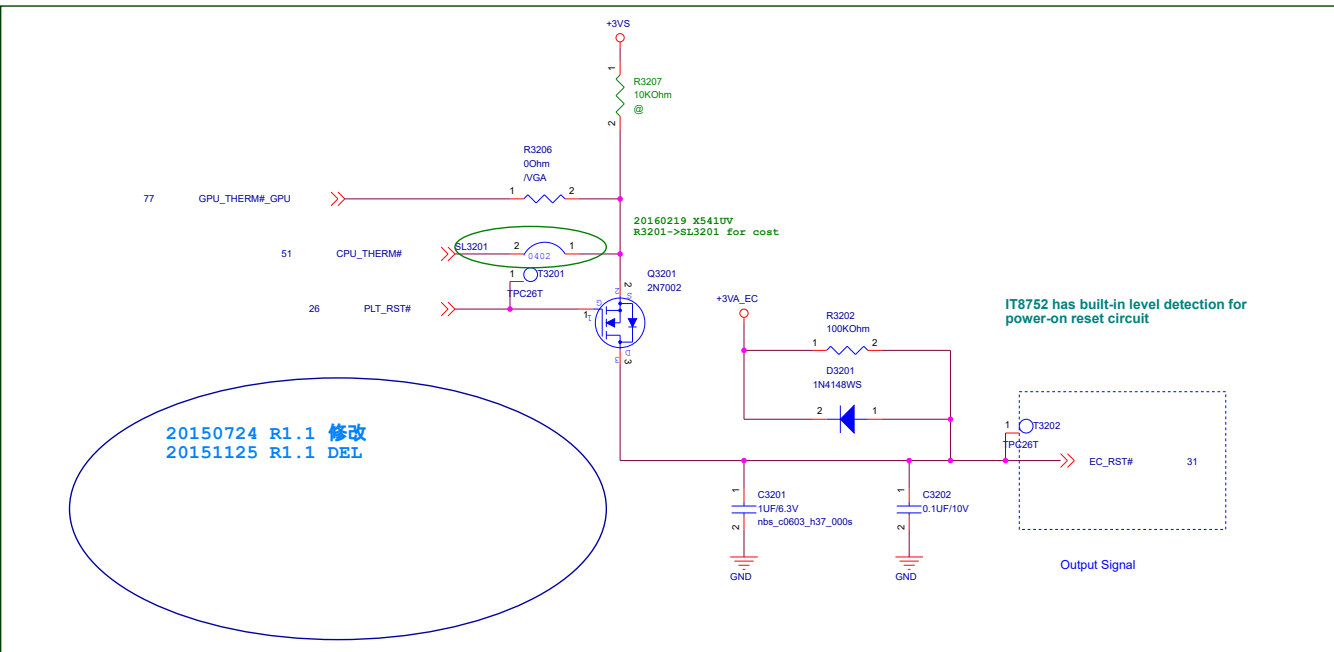 +3VS
1
R3207
10KOhm
@
2
R3206
0Ohm
/VGA
1
2
77
GPU_THERM#_GPU
20160219 X541UV
R3201->SL3201 for cost
51
CPU_THERM#
SL3201
2
1
0402
1
T3201
TPC26T
Q3201
2N7002
2
2
S
26
PLT_RST#
1
G
1
D
3
3
+3VA_EC
R3202
100KOhm
1
2
D3201
1N4148WS
2
1
IT8752 has built-in level detection for
power-on reset circuit
20150724 R1.1 修改
20151125 R1.1 DEL
1
T3202
TPC26T
EC_RST#
31
1
C3201
1UF/6.3V
nbs_c0603_h37_000s
2
GND
1
C3202
0.1UF/10V
2
GND
Output Signal